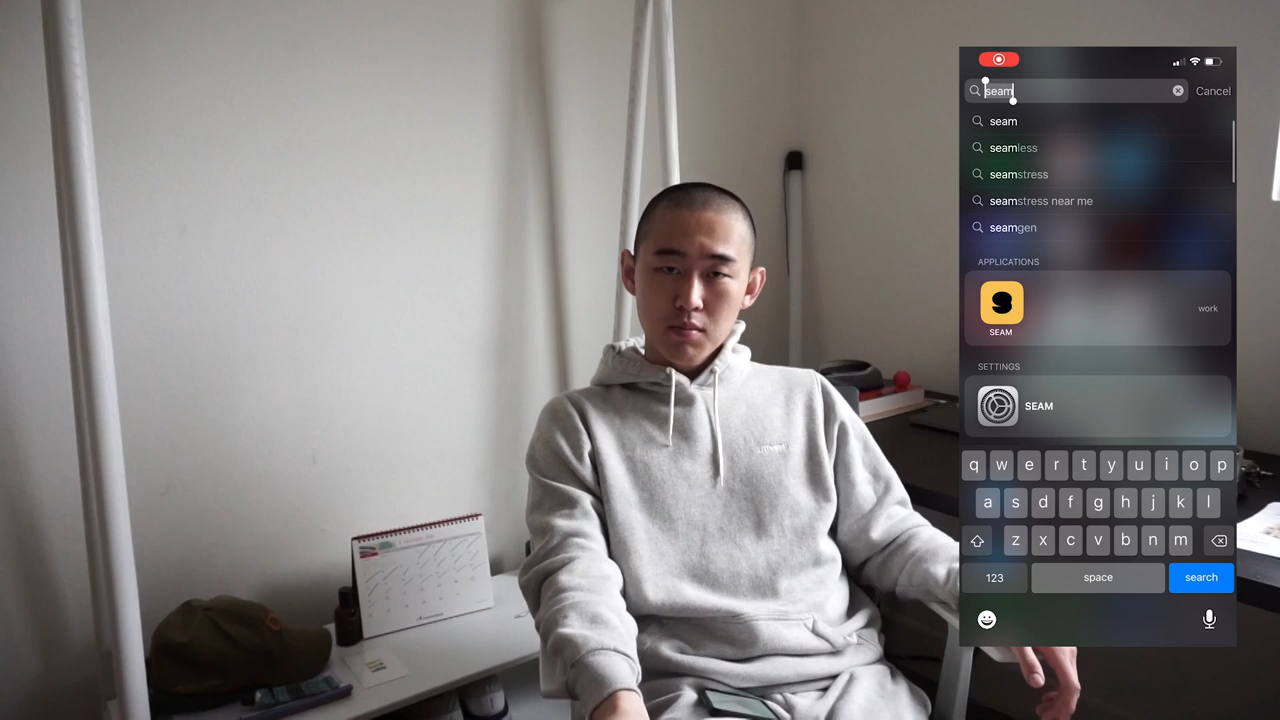 seam
Cancel
seam
seamless
seamstress
seamstress near me
seamgen
APPLICATIONS
SEAM
work
SETTINGS
SEAM
q w e r t y u i o p
a s d f g h j k l
z x c v b n m
123 space search